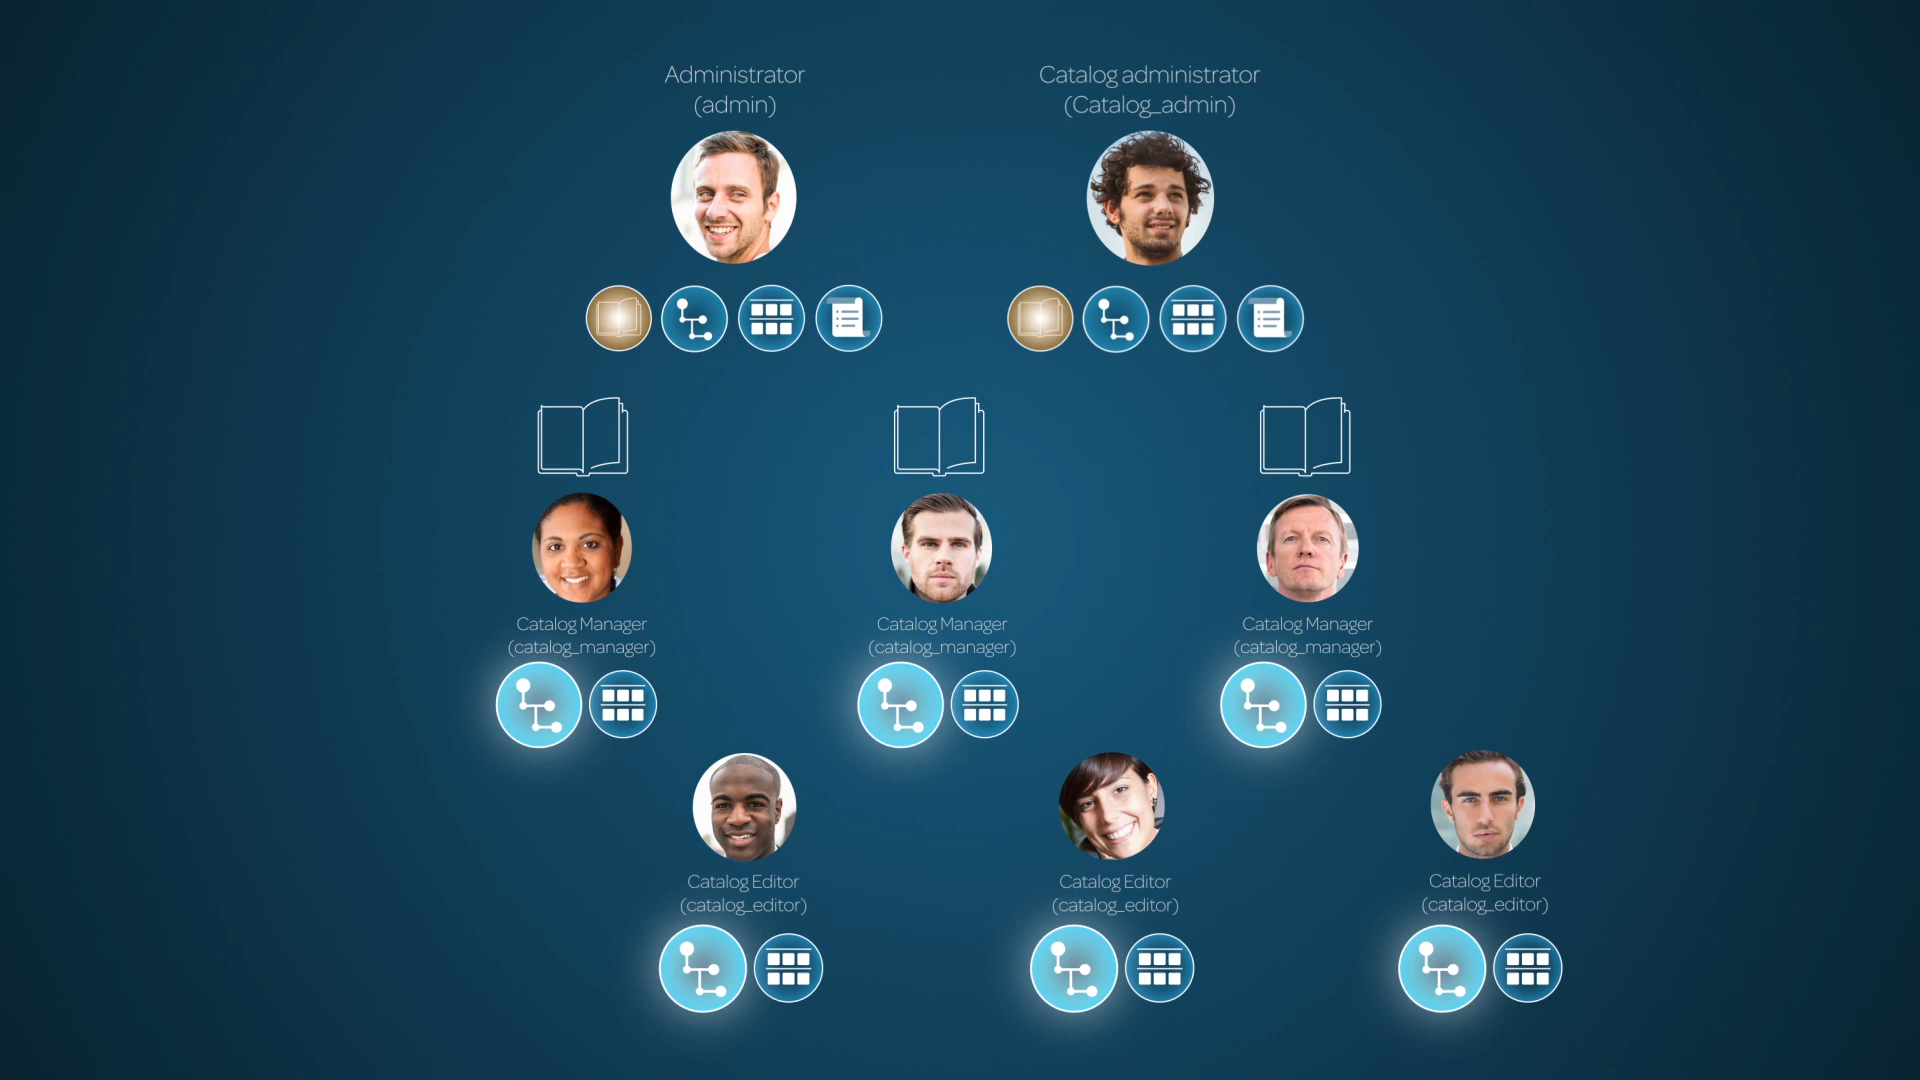 Administrator
(admin)
Catalog administrator
(Catalog_admin)
Catalog Manager
(catalog_manager)
Catalog Manager
(catalog_manager)
Catalog Manager
(catalog_manager)
Catalog Editor
(catalog_editor)
Catalog Editor
(catalog_editor)
Catalog Editor
(catalog_editor)